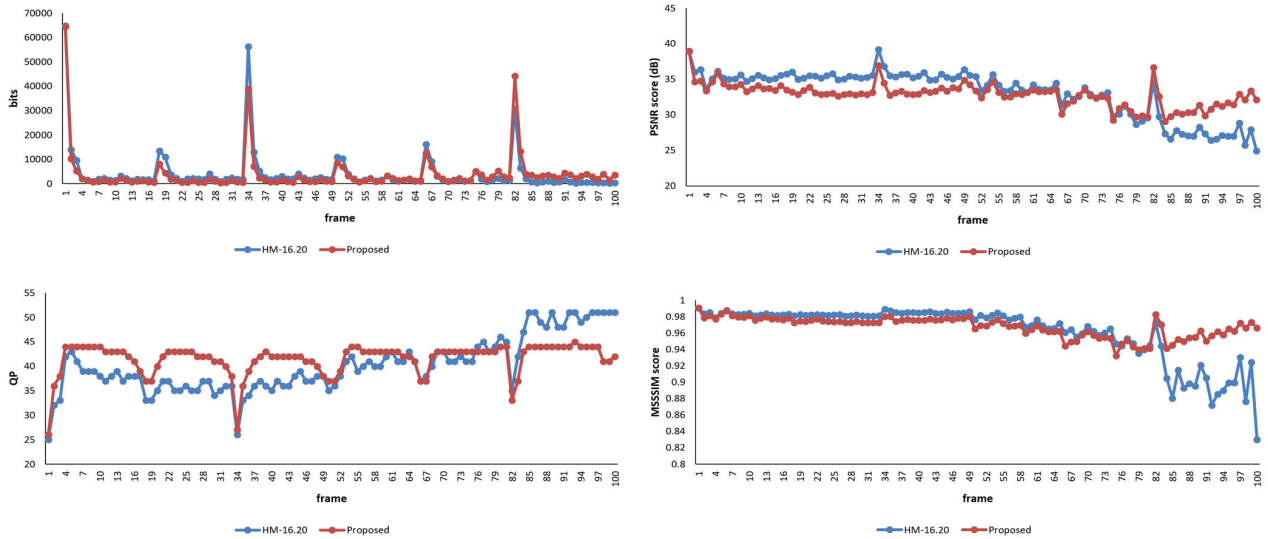 bits
70000
60000
50000
40000
30000
20000
10000
0
1 4 7 10 13 16 19 22 25 28 31 34 37 40 43 46 49 52 55 58 61 64 67 70 73 76 79 82 85 88 91 94 97 100
frame
HM-16.20 Proposed
PSNR score (dB)
45
40
35
30
25
20
1 4 7 10 13 16 19 22 25 28 31 34 37 40 43 46 49 52 55 58 61 64 67 70 73 76 79 82 85 88 91 94 97 100
frame
HM-16.20 Proposed
QP
55
50
45
40
35
30
25
20
1 4 7 10 13 16 19 22 25 28 31 34 37 40 43 46 49 52 55 58 61 64 67 70 73 76 79 82 85 88 91 94 97 100
frame
HM-16.20 Proposed
MSSSIM score
1
0.98
0.96
0.94
0.92
0.9
0.88
0.86
0.84
0.82
0.8
1 4 7 10 13 16 19 22 25 28 31 34 37 40 43 46 49 52 55 58 61 64 67 70 73 76 79 82 85 88 91 94 97 100
frame
HM-16.20 Proposed